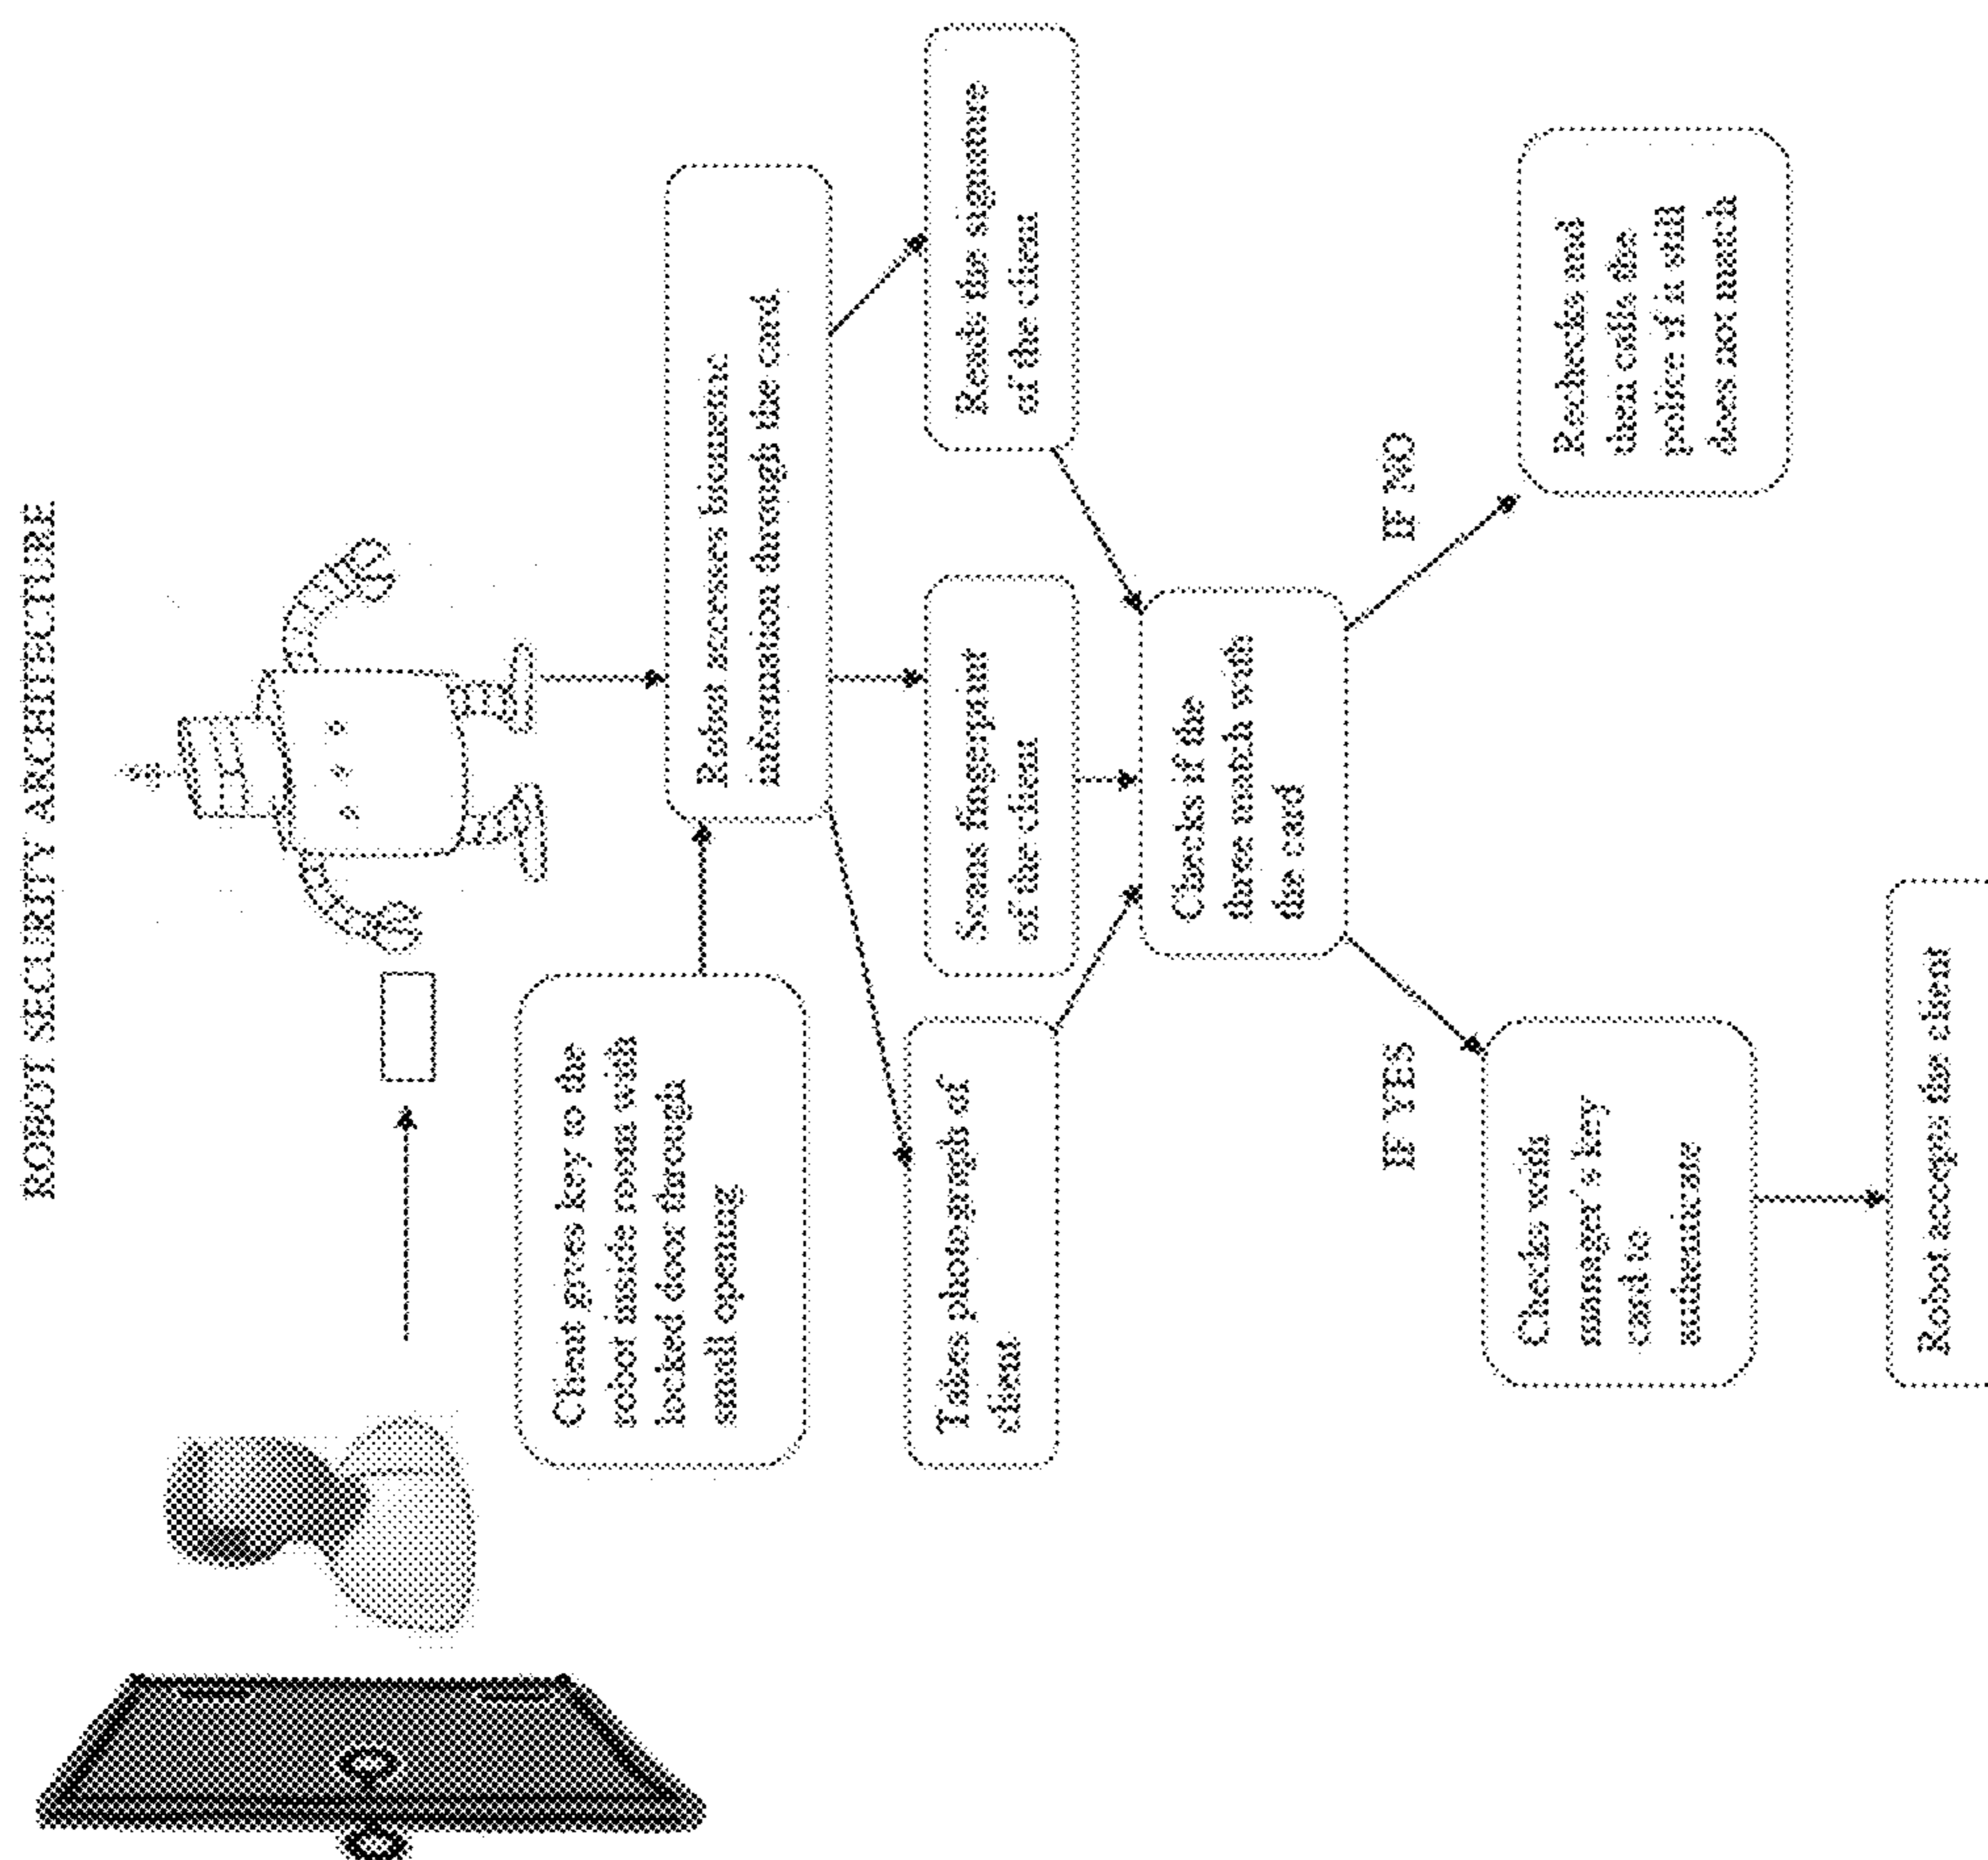 ROBOT SECURITY ARCHITECTURE
Client gives key to the
robot inside room with
locked door through
small opening
Robot accesses biometric
information through the card
Takes photograph of
client
Scans fingerprint
of the client
Reads the signature
of the client
Checks if the
three match with
the card
IF YES
IF NO
Checks with
manager's key
card to
authenticate
Rechecks and
then calls the
police if it still
does not match
Robot accepts the client